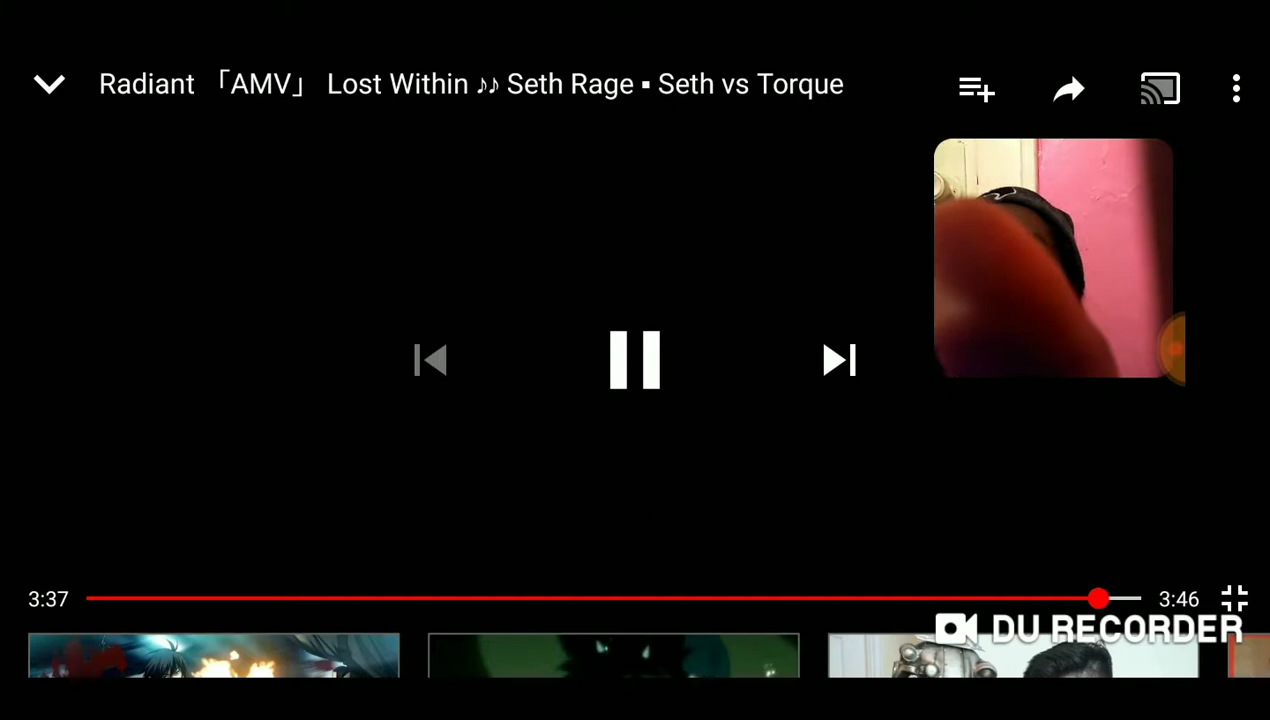 Radiant 「AMV」 Lost Within ♪♪ Seth Rage ▪ Seth vs Torque
3:37
3:46
DU RECORDER